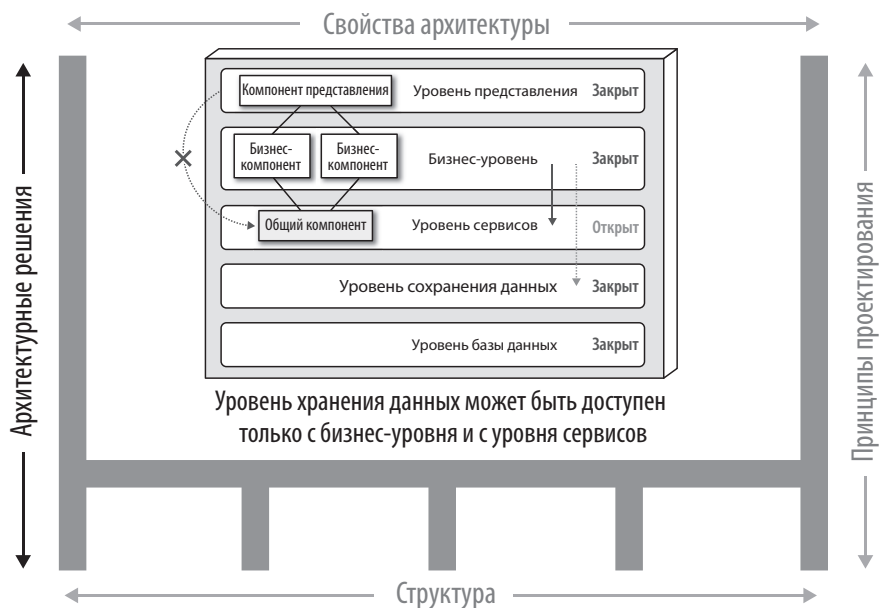 Свойства архитектуры
Архитектурные решения
Компонент представления
Уровень представления
Закрыт
Бизнес-
компонент
Бизнес-
компонент
Бизнес-уровень
Закрыт
Общий компонент
Уровень сервисов
Открыт
Уровень сохранения данных
Закрыт
Уровень базы данных
Закрыт
Уровень хранения данных может быть доступен
только с бизнес-уровня и с уровня сервисов
Принципы проектирования
Структура